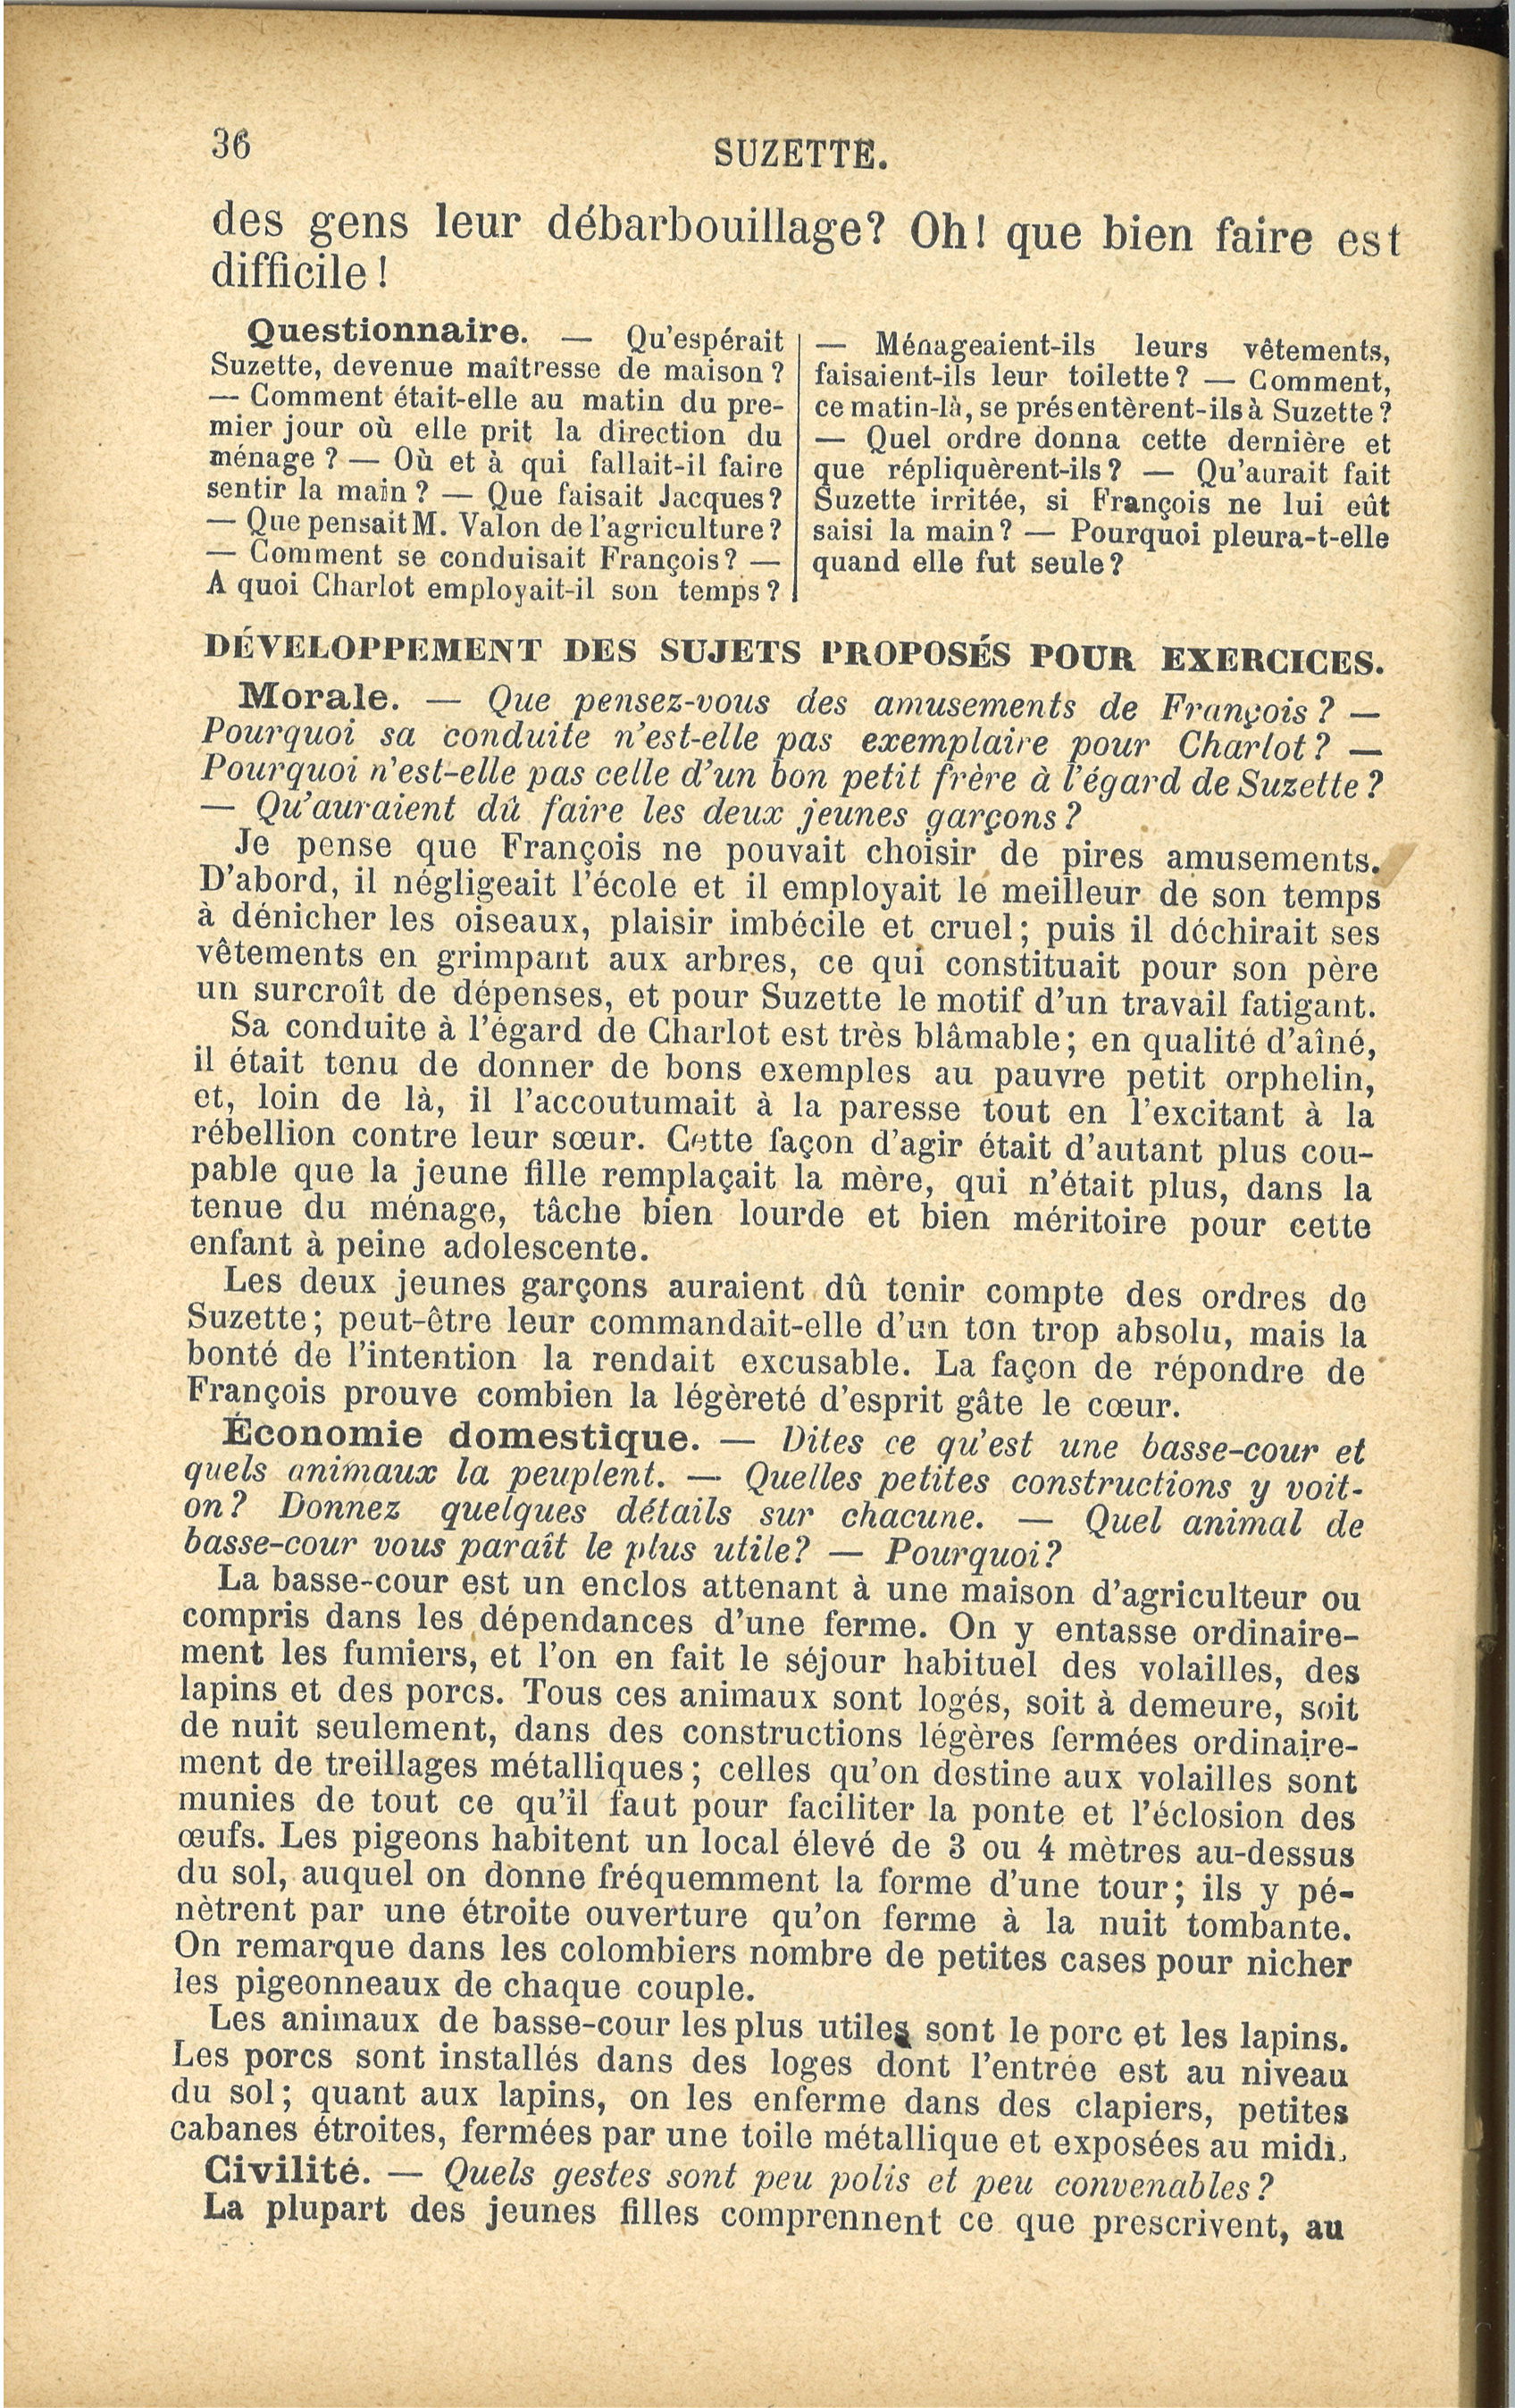 36
SUZETTE.
des gens leur débarbouillage? Oh! que bien faire est
difficile!
Questionnaire. — Qu'espérait
Suzette, devenue maîtresse de maison?
— Comment était-elle au matin du pre-
mier jour où elle prit la direction du
ménage? — Où et à qui fallait-il faire
sentir la main? — Que faisait Jacques?
— Que pensait M. Valon de l'agriculture?
— Comment se conduisait François? —
A quoi Charlot employait-il son temps?
— Ménageaient-ils leurs vêtements,
faisaient-ils leur toilette? — Comment,
ce matin-là, se présentèrent-ils à Suzette?
— Quel ordre donna cette dernière et
que répliquèrent-ils? — Qu'aurait fait
Suzette irritée, si François ne lui eût
saisi la main? — Pourquoi pleura-t-elle
quand elle fut seule?
DÉVELOPPEMENT DES SUJETS PROPOSÉS POUR EXERCICES.
Morale. — Que pensez-vous des amusements de François? —
Pourquoi sa conduite n'est-elle pas exemplaire pour Charlot? —
Pourquoi n'est-elle pas celle d'un bon petit frère à l'égard de Suzette?
— Qu'auraient dû faire les deux jeunes garçons?
Je pense que François ne pouvait choisir de pires amusements.
D'abord, il négligeait l'école et il employait le meilleur de son temps
à dénicher les oiseaux, plaisir imbécile et cruel; puis il déchirait ses
vêtements en grimpant aux arbres, ce qui constituait pour son père
un surcroît de dépenses, et pour Suzette le motif d'un travail fatigant.
Sa conduite à l'égard de Charlot est très blâmable; en qualité d'aîné,
il était tenu de donner de bons exemples au pauvre petit orphelin,
et, loin de là, il l'accoutumait à la paresse tout en l'excitant à la
rébellion contre leur sœur. Cette façon d'agir était d'autant plus cou-
pable que la jeune fille remplaçait la mère, qui n'était plus, dans la
tenue du ménage, tâche bien lourde et bien méritoire pour cette
enfant à peine adolescente.
Les deux jeunes garçons auraient dû tenir compte des ordres de
Suzette; peut-être leur commandait-elle d'un ton trop absolu, mais la
bonté de l'intention la rendait excusable. La façon de répondre de
François prouve combien la légèreté d'esprit gâte le cœur.
Économie domestique. — Dites ce qu'est une basse-cour et
quels animaux la peuplent. — Quelles petites constructions y voit-
on? Donnez quelques détails sur chacune. — Quel animal de
basse-cour vous paraît le plus utile? — Pourquoi?
La basse-cour est un enclos attenant à une maison d'agriculteur ou
compris dans les dépendances d'une ferme. On y entasse ordinaire-
ment les fumiers, et l'on en fait le séjour habituel des volailles, des
lapins et des porcs. Tous ces animaux sont logés, soit à demeure, soit
de nuit seulement, dans des constructions légères fermées ordinaire-
ment de treillages métalliques; celles qu'on destine aux volailles sont
munies de tout ce qu'il faut pour faciliter la ponte et l'éclosion des
œufs. Les pigeons habitent un local élevé de 3 ou 4 mètres au-dessus
du sol, auquel on donne fréquemment la forme d'une tour; ils y pé-
nètrent par une étroite ouverture qu'on ferme à la nuit tombante.
On remarque dans les colombiers nombre de petites cases pour nicher
les pigeonneaux de chaque couple.
Les animaux de basse-cour les plus utiles sont le porc et les lapins.
Les porcs sont installés dans des loges dont l'entrée est au niveau
du sol; quant aux lapins, on les enferme dans des clapiers, petites
cabanes étroites, fermées par une toile métallique et exposées au midi.
Civilité. — Quels gestes sont peu polis et peu convenables?
La plupart des jeunes filles comprennent ce que prescrivent, au